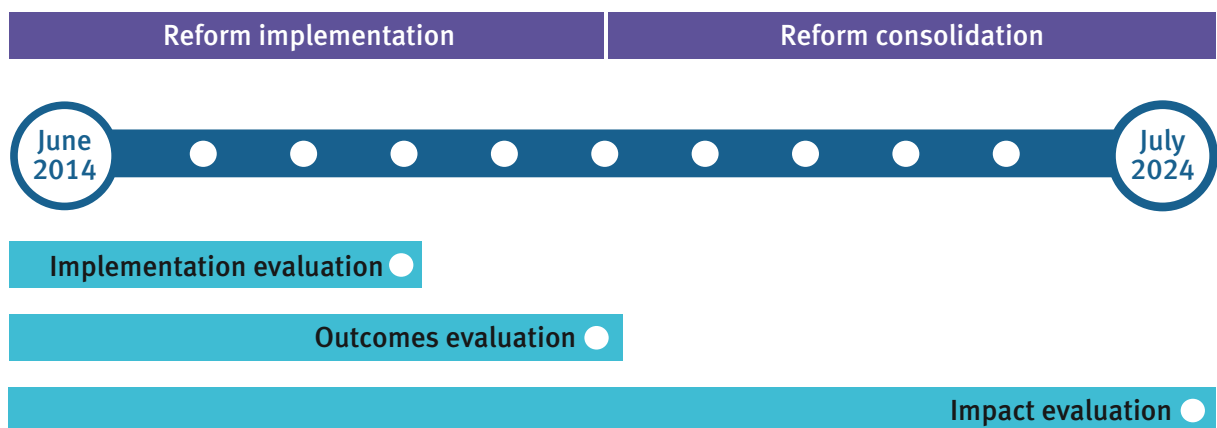 Reform implementation
Reform consolidation
June
2014
July
2024
Implementation evaluation
Outcomes evaluation
Impact evaluation